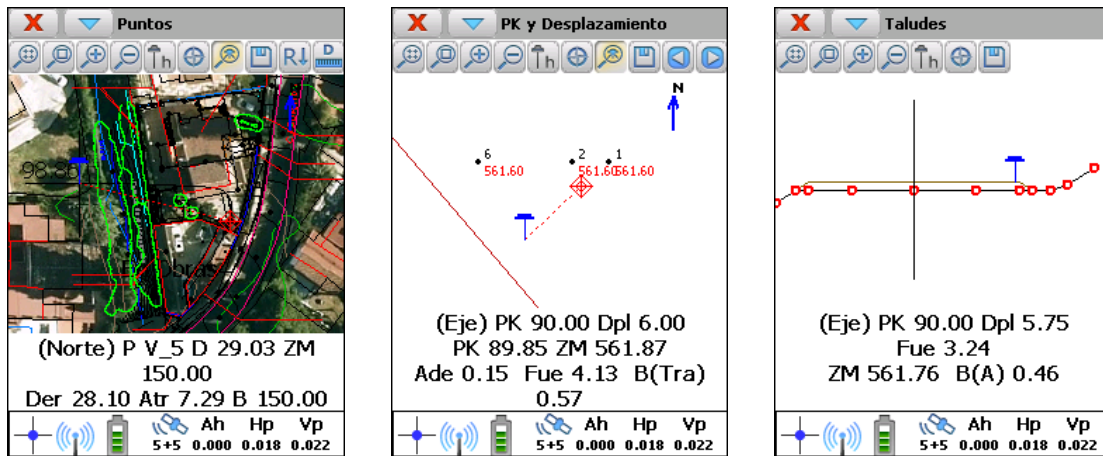 Puntos
h
R↓
D
98.86
(Norte) P V_5 D 29.03 ZM
150.00
Der 28.10 Atr 7.29 B 150.00
5+5
Ah Hp Vp
0.000 0.018 0.022
PK y Desplazamiento
h
N
6 2 1
561.60 561.60 561.60
(Eje) PK 90.00 Dpl 6.00
PK 89.85 ZM 561.87
Ade 0.15 Fue 4.13 B(Tra)
0.57
5+5
Ah Hp Vp
0.000 0.018 0.022
Taludes
h
(Eje) PK 90.00 Dpl 5.75
Fue 3.24
ZM 561.76 B(A) 0.46
5+5
Ah Hp Vp
0.000 0.018 0.022